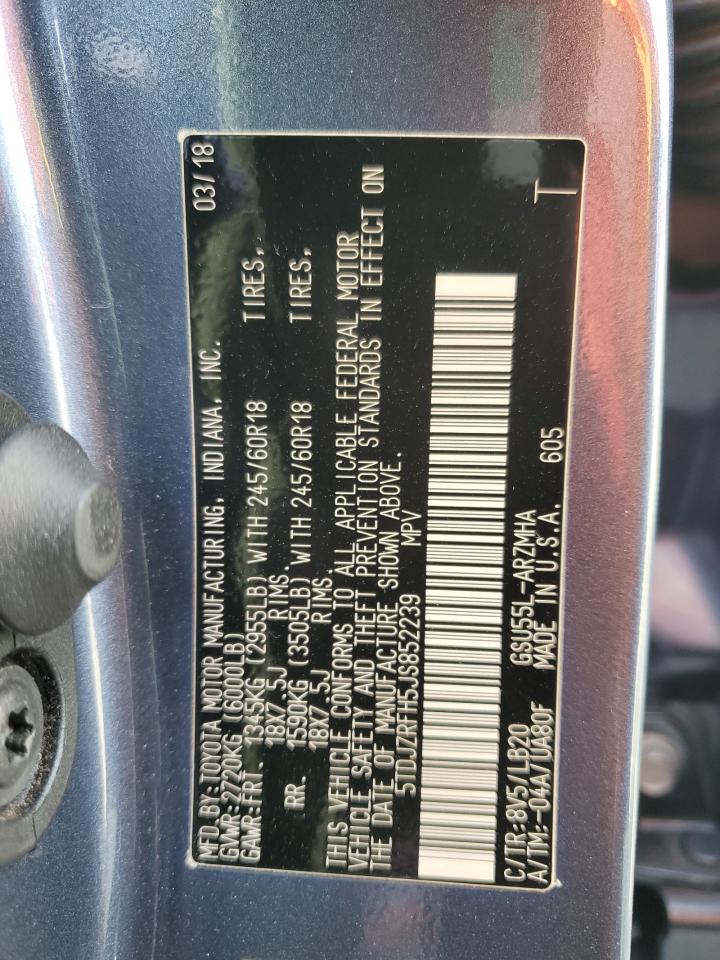 MFD.BY:TOYOTA MOTOR MANUFACTURING, INDIANA, INC. 03/18
GVWR:2720KG (6000LB)
GAWR:FRT. 1345KG (2955LB) WITH 245/60R18 TIRES,
18X7.5J RIMS.
RR. 1590KG (3505LB) WITH 245/60R18 TIRES,
18X7.5J RIMS.
THIS VEHICLE CONFORMS TO ALL APPLICABLE FEDERAL MOTOR
VEHICLE SAFETY AND THEFT PREVENTION STANDARDS IN EFFECT ON
THE DATE OF MANUFACTURE SHOWN ABOVE.
5TDJZRFH5JS852239 MPV
C/TR:8V5/LB20 GSU55L-ARZMHA T
A/TM:-04A/UA80F MADE IN U.S.A. 605